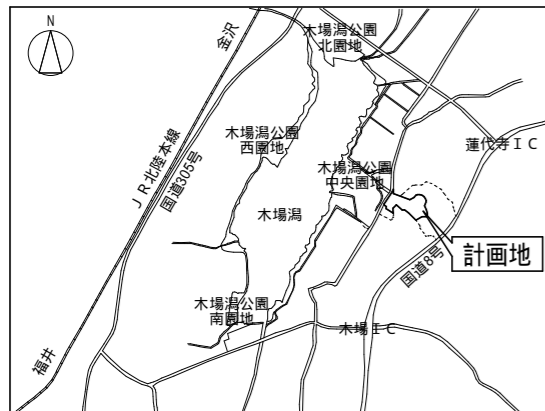 N
木場潟公園
北園地
金沢
JR北陸本線
国道305号
木場潟公園
西園地
蓮代寺IC
木場潟公園
中央園地
木場潟
計画地
国道8号
木場潟公園
南園地
木場IC
福井